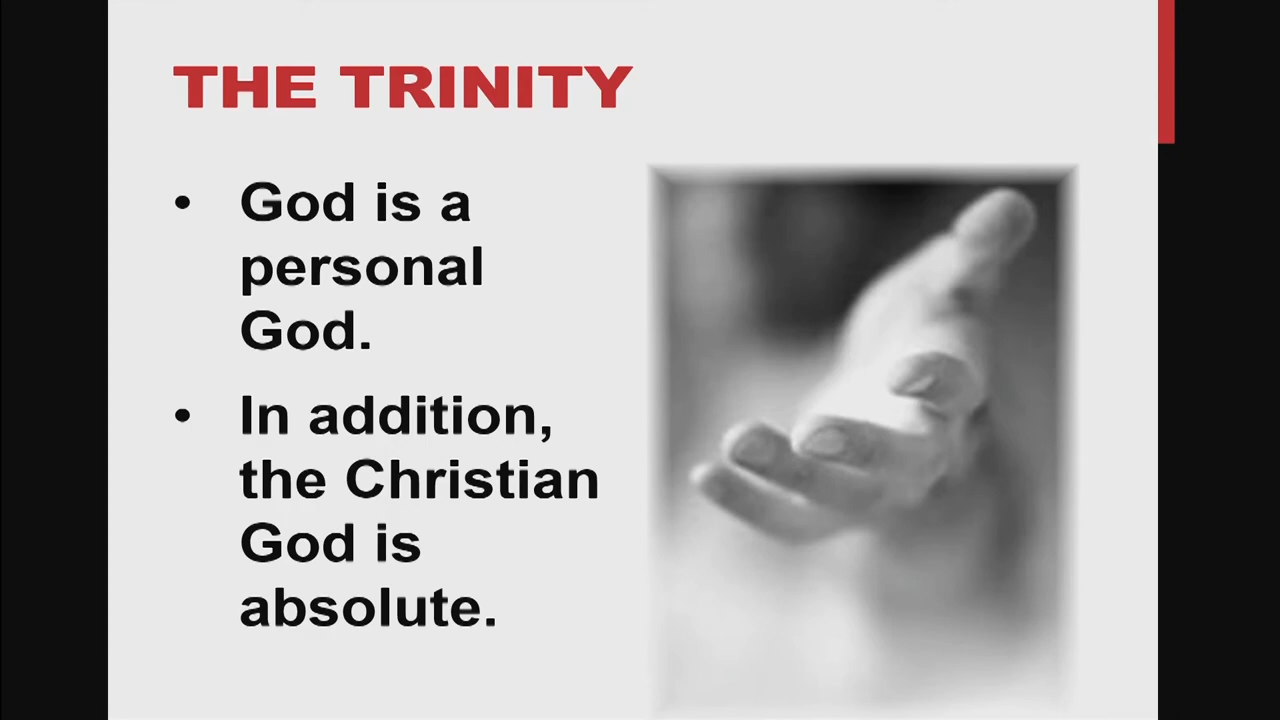 THE TRINITY
• God is a
personal
God.
• In addition,
the Christian
God is
absolute.